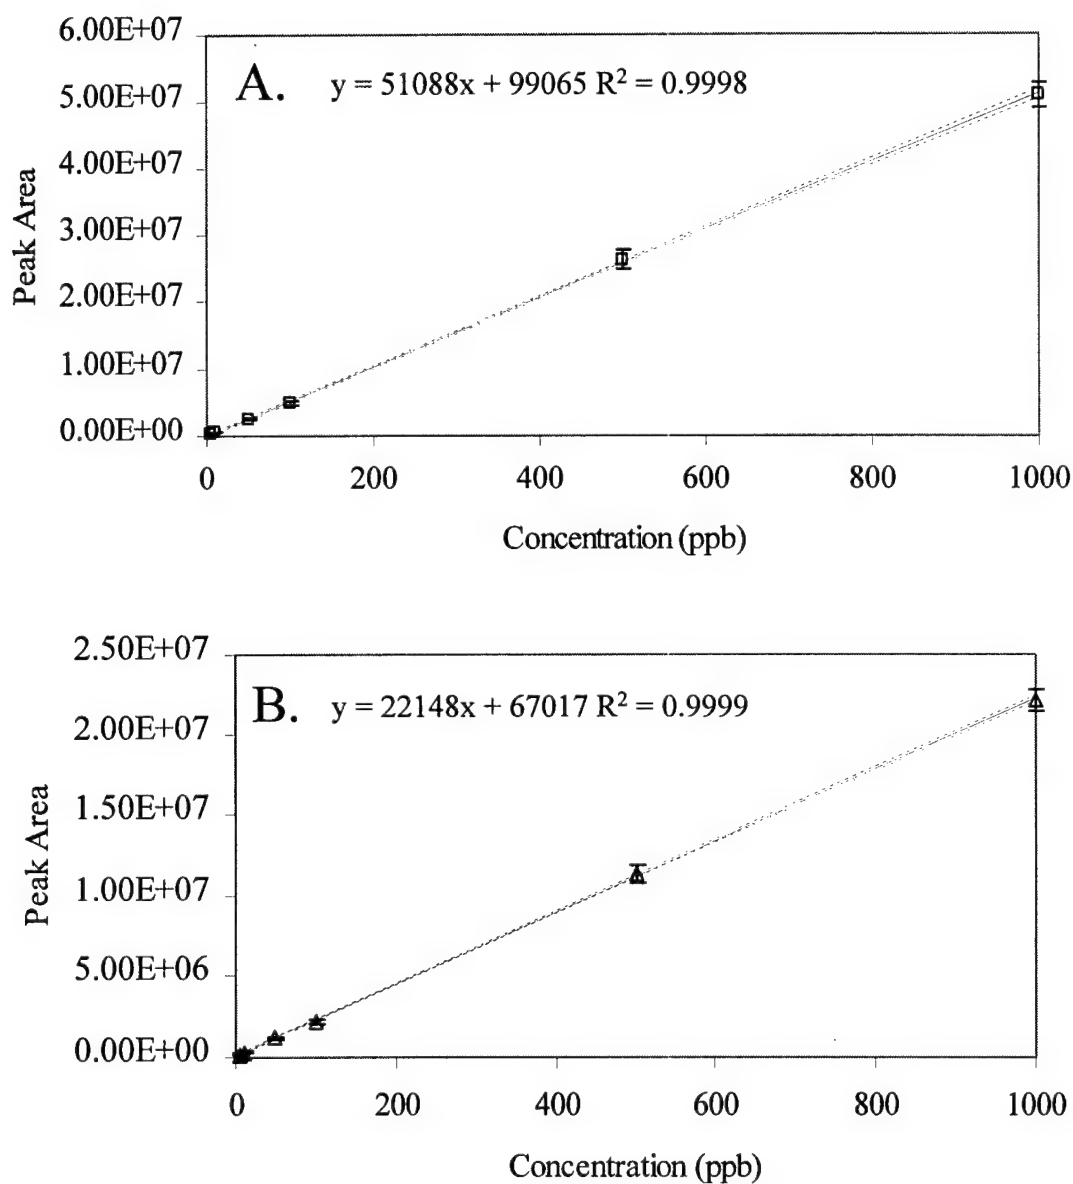 6.00E+07
A. y = 51088x + 99065 R² = 0.9998
5.00E+07
4.00E+07
3.00E+07
2.00E+07
1.00E+07
0.00E+00
Peak Area
0 200 400 600 800 1000
Concentration (ppb)
2.50E+07
B. y = 22148x + 67017 R² = 0.9999
2.00E+07
1.50E+07
1.00E+07
5.00E+06
0.00E+00
Peak Area
0 200 400 600 800 1000
Concentration (ppb)